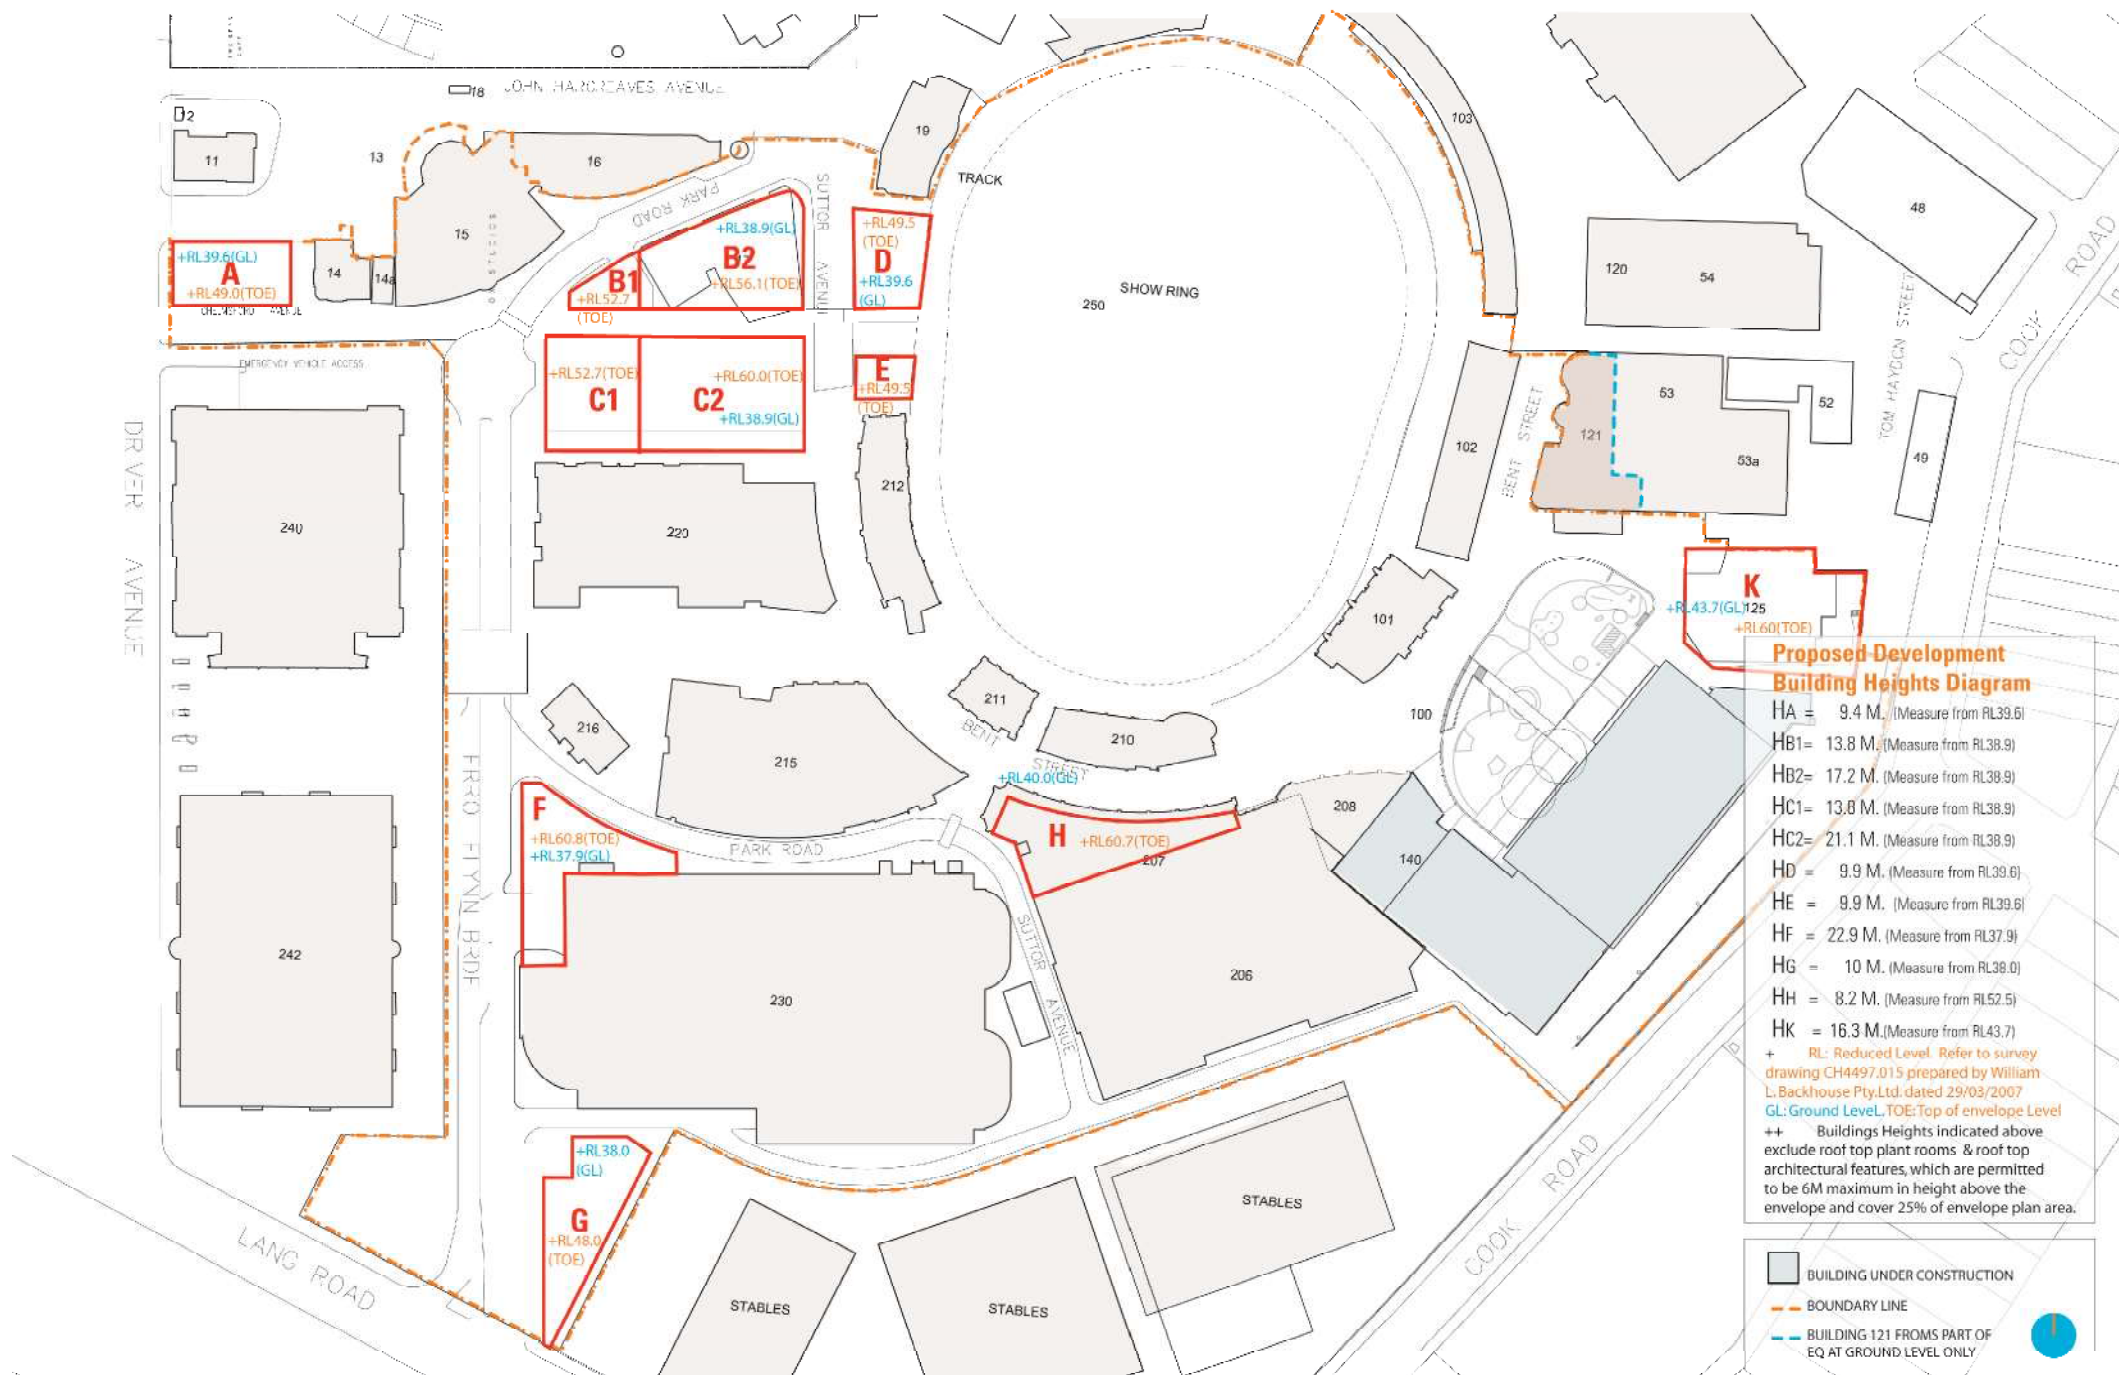 JOHN HARGREAVES AVENUE
18
12
11
13
16
19
103
TRACK
PARK ROAD
SUTTOR AVENUE
15
14
14a
+RL39.6(GL)
A
+RL49.0(TOE)
CHELMSFORD AVENUE
EMERGENCY VEHICLE ACCESS
+RL38.9(GL)
B2
+RL56.1(TOE)
B1
+RL52.7
(TOE)
+RL49.5
(TOE)
D
+RL39.6
(GL)
SHOW RING
250
48
120
54
ROAD
COOK
TOM HAYDON STREET
+RL52.7(TOE)
C1
+RL60.0(TOE)
C2
+RL38.9(GL)
E
+RL49.5
(TOE)
BENT STREET
53
52
121
53a
49
102
212
220
240
DRIVER AVENUE
101
K
+RL43.7(GL)
125
+RL60(TOE)
100
211
BENT
STREET
210
216
215
+RL40.0(GL)
F
+RL60.8(TOE)
+RL37.9(GL)
PARK ROAD
H
+RL60.7(TOE)
207
208
140
242
230
206
SUTTOR
AVENUE
+RL38.0
(GL)
G
+RL48.0
(TOE)
LANG ROAD
STABLES
STABLES
STABLES
COOK ROAD
Proposed Development
Building Heights Diagram
HA = 9.4 M. (Measure from RL39.6)
HB1= 13.8 M. (Measure from RL38.9)
HB2= 17.2 M. (Measure from RL38.9)
HC1= 13.8 M. (Measure from RL38.9)
HC2= 21.1 M. (Measure from RL38.9)
HD = 9.9 M. (Measure from RL39.6)
HE = 9.9 M. (Measure from RL39.6)
HF = 22.9 M. (Measure from RL37.9)
HG = 10 M. (Measure from RL38.0)
HH = 8.2 M. (Measure from RL52.5)
HK = 16.3 M.(Measure from RL43.7)
+ RL: Reduced Level. Refer to survey
drawing CH4497.015 prepared by William
L. Backhouse Pty.Ltd. dated 29/03/2007
GL: Ground LeveL. TOE: Top of envelope Level
++ Buildings Heights indicated above
exclude roof top plant rooms & roof top
architectural features, which are permitted
to be 6M maximum in height above the
envelope and cover 25% of envelope plan area.
BUILDING UNDER CONSTRUCTION
BOUNDARY LINE
BUILDING 121 FROMS PART OF
EQ AT GROUND LEVEL ONLY